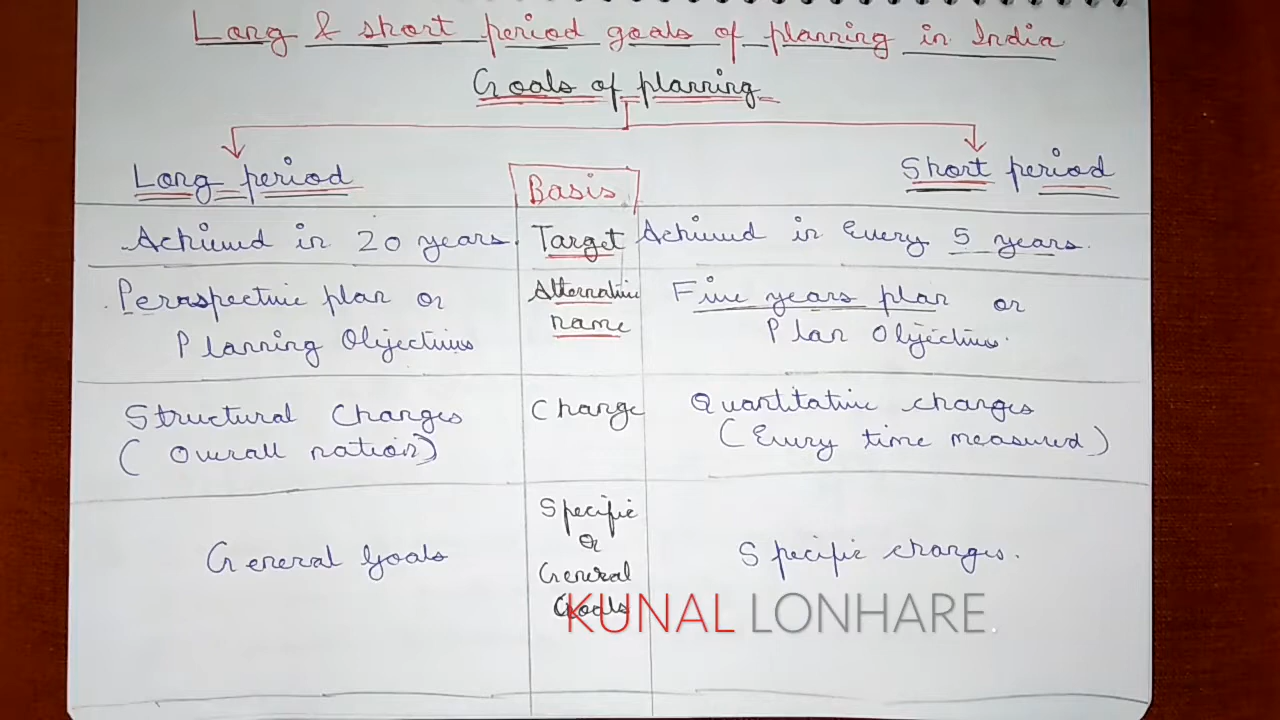 Long & short period goals of planning in India
Goals of planning
Long period
Basis
Short period
Achieved in 20 years.
Target
Achieved in Every 5 years.
Perspective plan or
Planning Objectives
Alternative
name
Five years plan or
Plan Objectives.
Structural Changes
(Overall nation)
Change
Quantitative changes
(Every time measured)
General Goals
Specific
or
General
Goals
Specific changes.
KUNAL LONHARE.